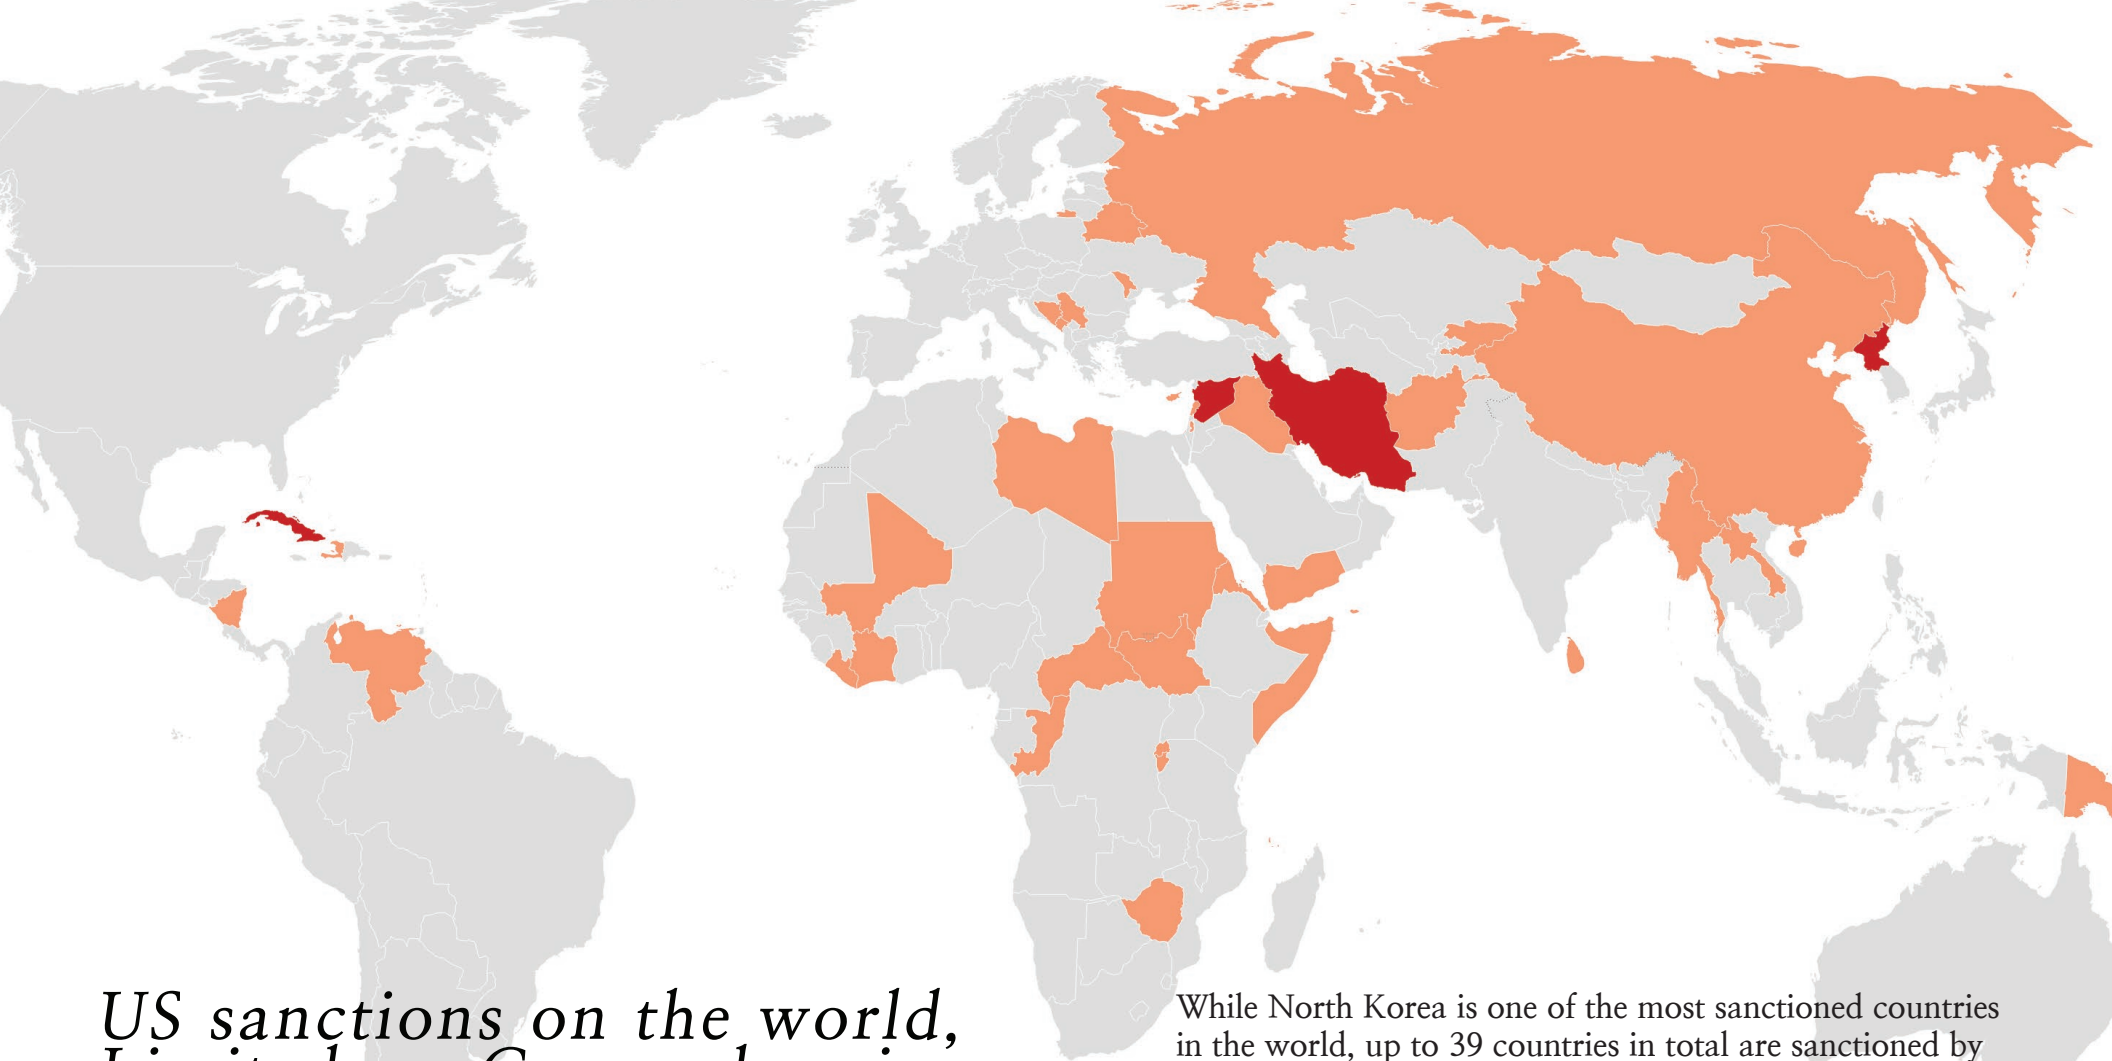 US sanctions on the world,
While North Korea is one of the most sanctioned countries
in the world, up to 39 countries in total are sanctioned by